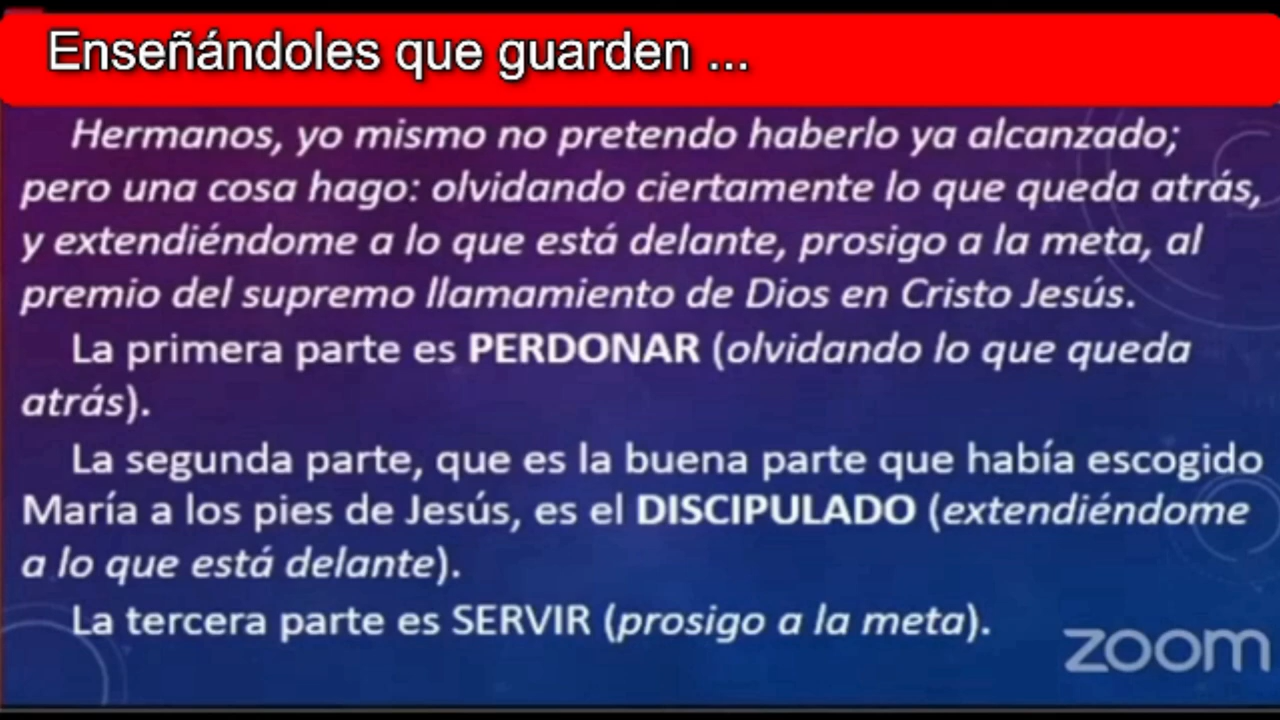 Enseñándoles que guarden ...
Hermanos, yo mismo no pretendo haberlo ya alcanzado;
pero una cosa hago: olvidando ciertamente lo que queda atrás,
y extendiéndome a lo que está delante, prosigo a la meta, al
premio del supremo llamamiento de Dios en Cristo Jesús.
La primera parte es PERDONAR (olvidando lo que queda
atrás).
La segunda parte, que es la buena parte que había escogido
María a los pies de Jesús, es el DISCIPULADO (extendiéndome
a lo que está delante).
La tercera parte es SERVIR (prosigo a la meta).
zoom